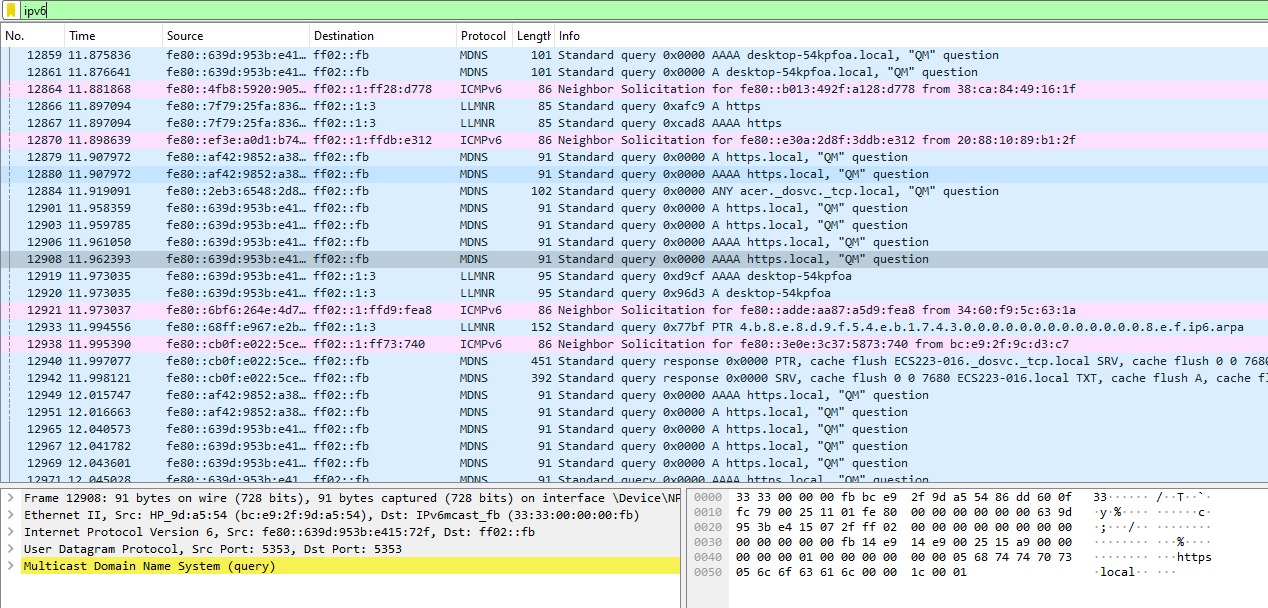 ipv6
No. Time Source Destination Protocol Length Info
12859 11.875836 fe80::639d:953b:e41… ff02::fb MDNS 101 Standard query 0x0000 AAAA desktop-54kpfoa.local, "QM" question
12861 11.876641 fe80::639d:953b:e41… ff02::fb MDNS 101 Standard query 0x0000 A desktop-54kpfoa.local, "QM" question
12864 11.881868 fe80::4fb8:5920:905… ff02::1:ff28:d778 ICMPv6 86 Neighbor Solicitation for fe80::b013:492f:a128:d778 from 38:ca:84:49:16:1f
12866 11.897094 fe80::7f79:25fa:836… ff02::1:3 LLMNR 85 Standard query 0xafc9 A https
12867 11.897094 fe80::7f79:25fa:836… ff02::1:3 LLMNR 85 Standard query 0xcad8 AAAA https
12870 11.898639 fe80::ef3e:a0d1:b74… ff02::1:ffdb:e312 ICMPv6 86 Neighbor Solicitation for fe80::e30a:2d8f:3ddb:e312 from 20:88:10:89:b1:2f
12879 11.907972 fe80::af42:9852:a38… ff02::fb MDNS 91 Standard query 0x0000 A https.local, "QM" question
12880 11.907972 fe80::af42:9852:a38… ff02::fb MDNS 91 Standard query 0x0000 AAAA https.local, "QM" question
12884 11.919091 fe80::2eb3:6548:2d8… ff02::fb MDNS 102 Standard query 0x0000 ANY acer._dosvc._tcp.local, "QM" question
12901 11.958359 fe80::639d:953b:e41… ff02::fb MDNS 91 Standard query 0x0000 A https.local, "QM" question
12903 11.959785 fe80::639d:953b:e41… ff02::fb MDNS 91 Standard query 0x0000 A https.local, "QM" question
12906 11.961050 fe80::639d:953b:e41… ff02::fb MDNS 91 Standard query 0x0000 AAAA https.local, "QM" question
12908 11.962393 fe80::639d:953b:e41… ff02::fb MDNS 91 Standard query 0x0000 AAAA https.local, "QM" question
12919 11.973035 fe80::639d:953b:e41… ff02::1:3 LLMNR 95 Standard query 0xd9cf AAAA desktop-54kpfoa
12920 11.973035 fe80::639d:953b:e41… ff02::1:3 LLMNR 95 Standard query 0x96d3 A desktop-54kpfoa
12921 11.973037 fe80::6bf6:264e:4d7… ff02::1:ffd9:fea8 ICMPv6 86 Neighbor Solicitation for fe80::adde:aa87:a5d9:fea8 from 34:60:f9:5c:63:1a
12933 11.994556 fe80::68ff:e967:e2b… ff02::1:3 LLMNR 152 Standard query 0x77bf PTR 4.b.8.e.8.d.9.f.5.4.e.b.1.7.4.3.0.0.0.0.0.0.0.0.0.0.0.0.0.8.e.f.ip6.arpa
12938 11.995390 fe80::cb0f:e022:5ce… ff02::1:ff73:740 ICMPv6 86 Neighbor Solicitation for fe80::3e0e:3c37:5873:740 from bc:e9:2f:9c:d3:c7
12940 11.997077 fe80::cb0f:e022:5ce… ff02::fb MDNS 451 Standard query response 0x0000 PTR, cache flush ECS223-016._dosvc._tcp.local SRV, cache flush 0 0 7680
12942 11.998121 fe80::cb0f:e022:5ce… ff02::fb MDNS 392 Standard query response 0x0000 SRV, cache flush 0 0 7680 ECS223-016.local TXT, cache flush A, cache fl
12949 12.015747 fe80::af42:9852:a38… ff02::fb MDNS 91 Standard query 0x0000 AAAA https.local, "QM" question
12951 12.016663 fe80::af42:9852:a38… ff02::fb MDNS 91 Standard query 0x0000 A https.local, "QM" question
12965 12.040573 fe80::639d:953b:e41… ff02::fb MDNS 91 Standard query 0x0000 A https.local, "QM" question
12967 12.041782 fe80::639d:953b:e41… ff02::fb MDNS 91 Standard query 0x0000 A https.local, "QM" question
12969 12.043601 fe80::639d:953b:e41… ff02::fb MDNS 91 Standard query 0x0000 A https.local, "QM" question
12971 12.045028 fe80::639d:953b:e41… ff02::fb MDNS 91 Standard query 0x0000 A https.local, "QM" question
Frame 12908: 91 bytes on wire (728 bits), 91 bytes captured (728 bits) on interface \Device\NP
Ethernet II, Src: HP_9d:a5:54 (bc:e9:2f:9d:a5:54), Dst: IPv6mcast_fb (33:33:00:00:00:fb)
Internet Protocol Version 6, Src: fe80::639d:953b:e415:72f, Dst: ff02::fb
User Datagram Protocol, Src Port: 5353, Dst Port: 5353
Multicast Domain Name System (query)
0000 33 33 00 00 00 fb bc e9 2f 9d a5 54 86 dd 60 0f 33······ /··T··`·
0010 fc 79 00 25 11 01 fe 80 00 00 00 00 00 00 63 9d ·y·%···· ······c·
0020 95 3b e4 15 07 2f ff 02 00 00 00 00 00 00 00 00 ·;···/·· ········
0030 00 00 00 00 00 fb 14 e9 14 e9 00 25 15 a9 00 00 ········ ···%····
0040 00 00 00 01 00 00 00 00 00 00 05 68 74 74 70 73 ········ ···https
0050 05 6c 6f 63 61 6c 00 00 1c 00 01 ·local·· ···